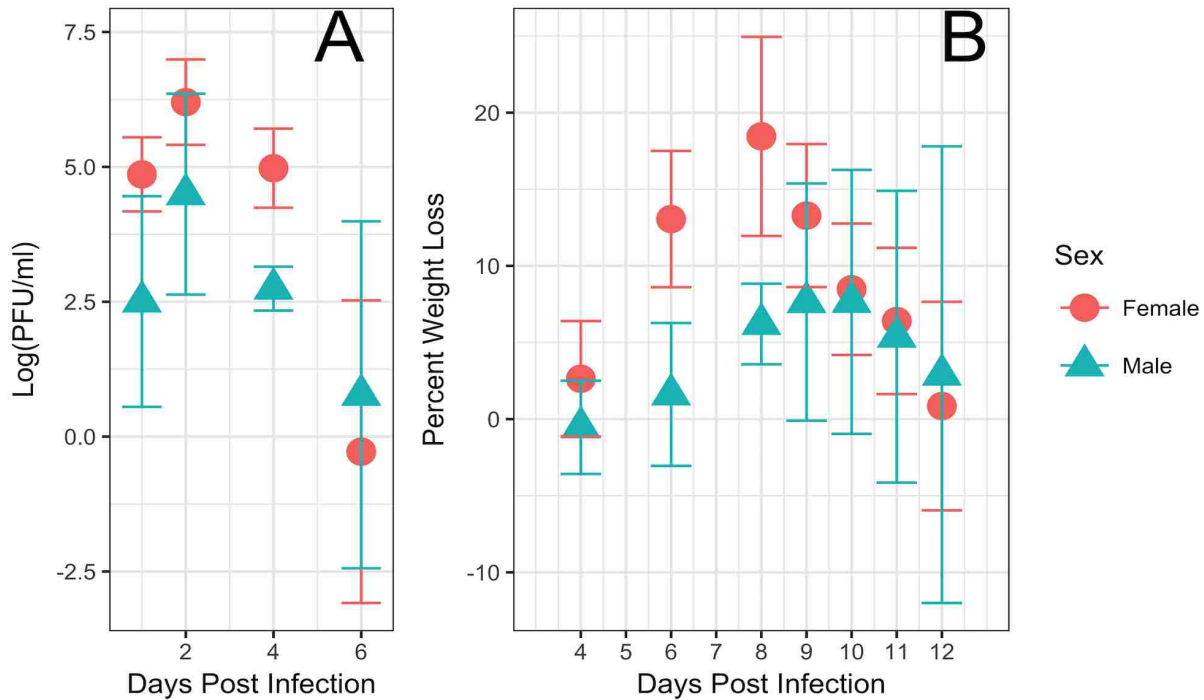 A
7.5
5.0
2.5
0.0
-2.5
Log(PFU/ml)
2
4
6
Days Post Infection
B
20
10
0
-10
Percent Weight Loss
4
5
6
7
8
9
10
11
12
Days Post Infection
Sex
Female
Male